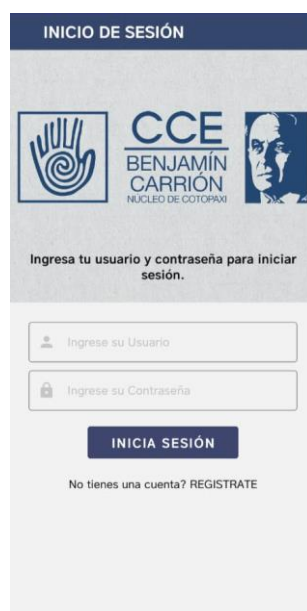 INICIO DE SESIÓN
CCE
BENJAMÍN
CARRIÓN
NÚCLEO DE COTOPAXI
Ingresa tu usuario y contraseña para iniciar
sesión.
Ingrese su Usuario
Ingrese su Contraseña
INICIA SESIÓN
No tienes una cuenta? REGISTRATE